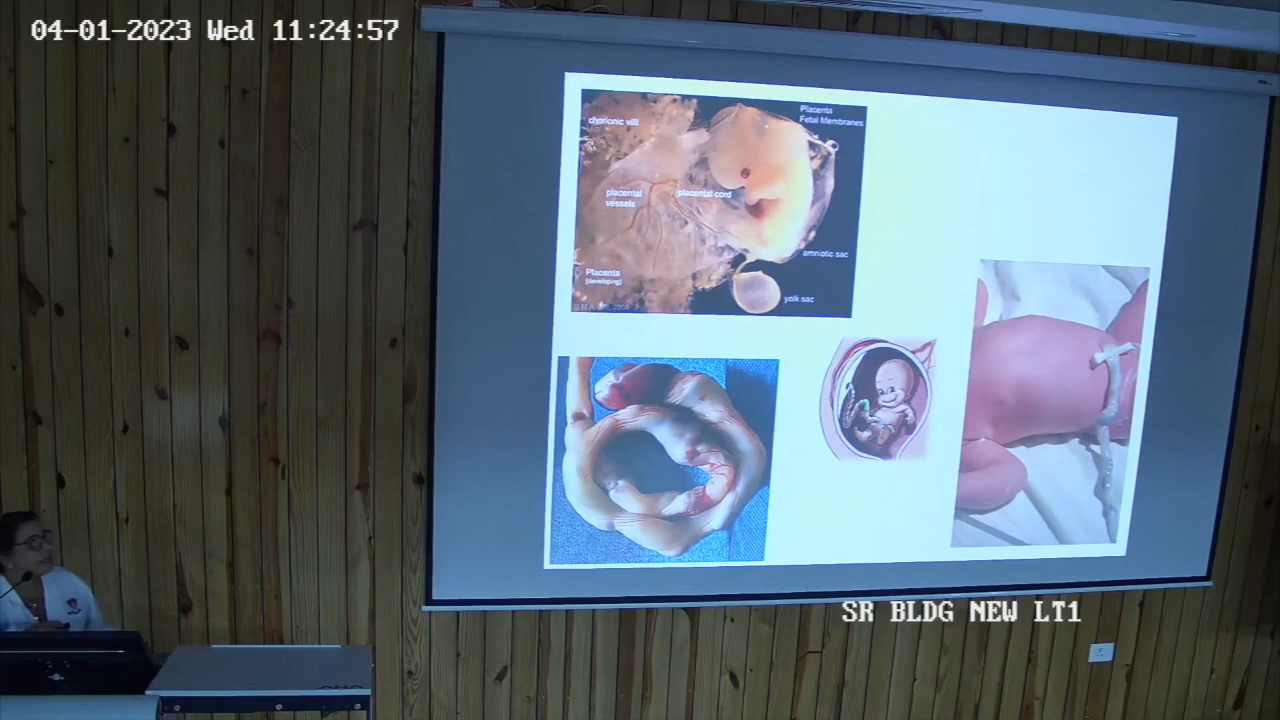 04-01-2023 Wed 11:24:57
Placenta
Fetal Membranes
chorionic villi
placental
vessels
placental cord
amniotic sac
Placenta
(developing)
yolk sac
SR BLDG NEW LT1